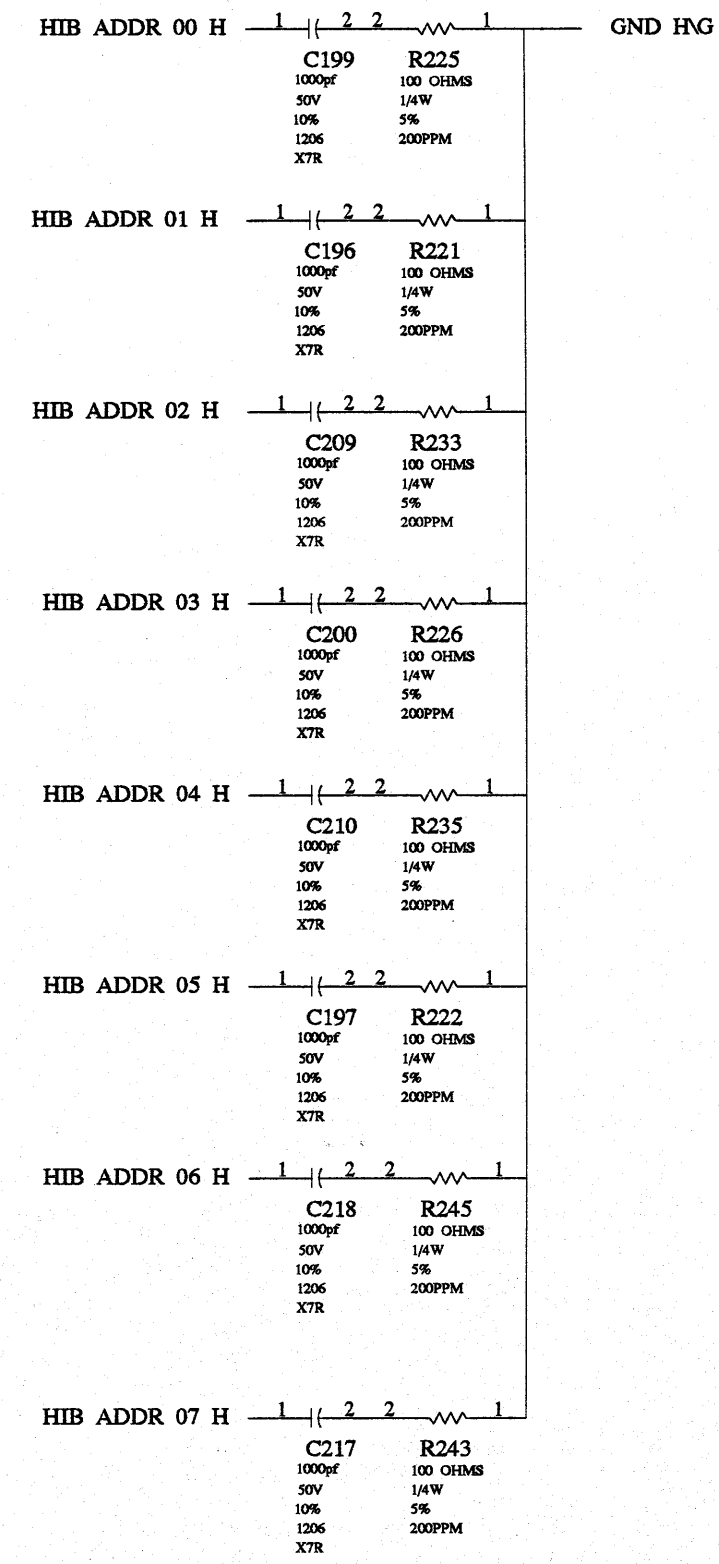 HIB ADDR 00 H 1 2 2 1 GND H\G
C199 R225
1000pf 100 OHMS
50V 1/4W
10% 5%
1206 200PPM
X7R
HIB ADDR 01 H 1 2 2 1
C196 R221
1000pf 100 OHMS
50V 1/4W
10% 5%
1206 200PPM
X7R
HIB ADDR 02 H 1 2 2 1
C209 R233
1000pf 100 OHMS
50V 1/4W
10% 5%
1206 200PPM
X7R
HIB ADDR 03 H 1 2 2 1
C200 R226
1000pf 100 OHMS
50V 1/4W
10% 5%
1206 200PPM
X7R
HIB ADDR 04 H 1 2 2 1
C210 R235
1000pf 100 OHMS
50V 1/4W
10% 5%
1206 200PPM
X7R
HIB ADDR 05 H 1 2 2 1
C197 R222
1000pf 100 OHMS
50V 1/4W
10% 5%
1206 200PPM
X7R
HIB ADDR 06 H 1 2 2 1
C218 R245
1000pf 100 OHMS
50V 1/4W
10% 5%
1206 200PPM
X7R
HIB ADDR 07 H 1 2 2 1
C217 R243
1000pf 100 OHMS
50V 1/4W
10% 5%
1206 200PPM
X7R